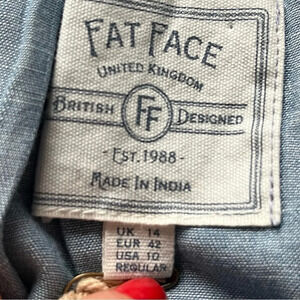 FAT FACE
UNITED KINGDOM
BRITISH FF DESIGNED
- EST. 1988 -
MADE IN INDIA
UK 14
EUR 42
USA 10
REGULAR